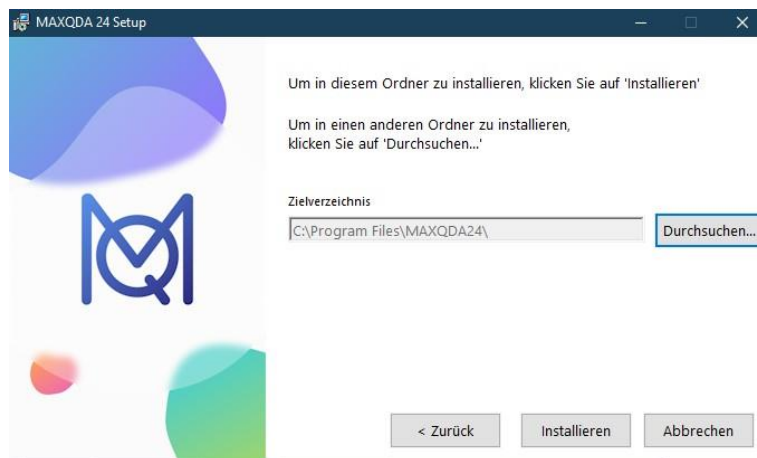 MAXQDA 24 Setup
Um in diesem Ordner zu installieren, klicken Sie auf 'Installieren'
Um in einen anderen Ordner zu installieren,
klicken Sie auf 'Durchsuchen...'
Zielverzeichnis
C:\Program Files\MAXQDA24\
Durchsuchen...
< Zurück
Installieren
Abbrechen